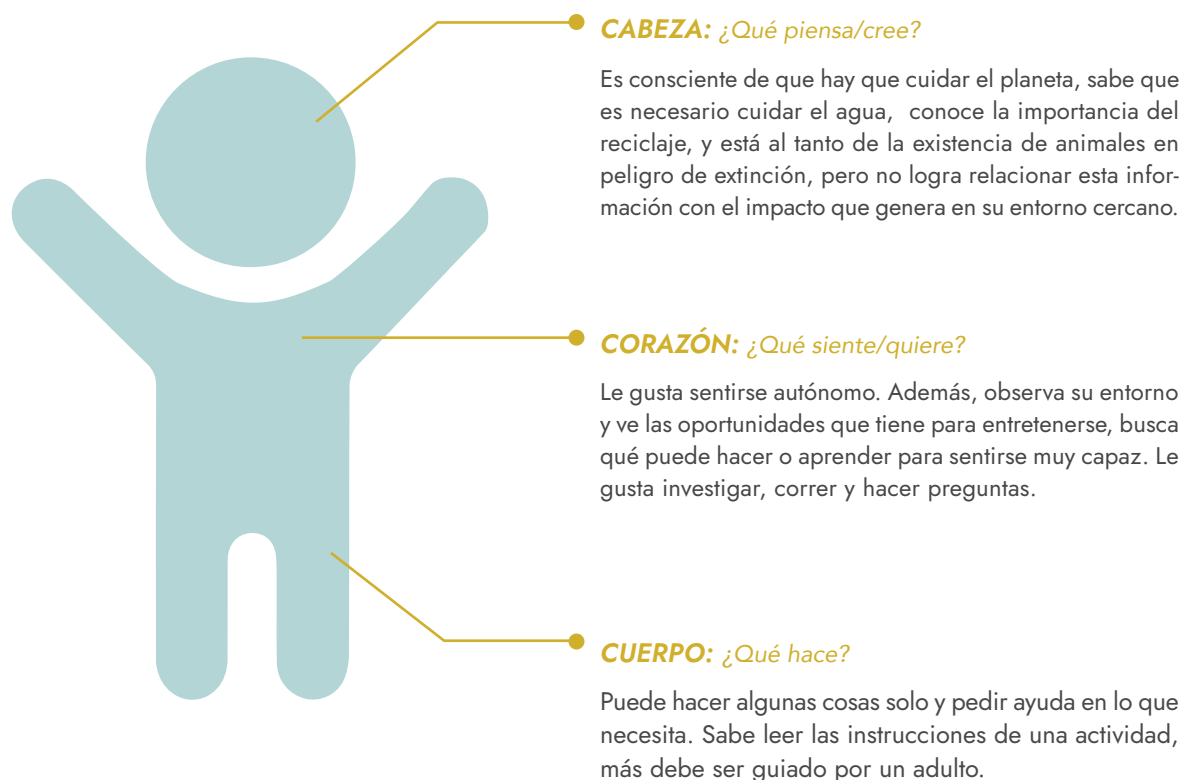 CABEZA: ¿Qué piensa/cree?
Es consciente de que hay que cuidar el planeta, sabe que
es necesario cuidar el agua, conoce la importancia del
reciclaje, y está al tanto de la existencia de animales en
peligro de extinción, pero no logra relacionar esta infor-
mación con el impacto que genera en su entorno cercano.
CORAZÓN: ¿Qué siente/quiere?
Le gusta sentirse autónomo. Además, observa su entorno
y ve las oportunidades que tiene para entretenerse, busca
qué puede hacer o aprender para sentirse muy capaz. Le
gusta investigar, correr y hacer preguntas.
CUERPO: ¿Qué hace?
Puede hacer algunas cosas solo y pedir ayuda en lo que
necesita. Sabe leer las instrucciones de una actividad,
más debe ser guiado por un adulto.